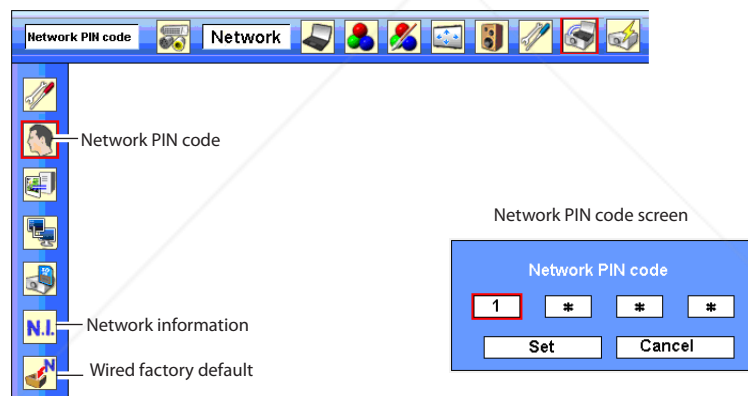 Network PIN code
Network
Network PIN code
Network PIN code screen
Network PIN code
1 * * *
Set Cancel
N.I.
Network information
N
Wired factory default